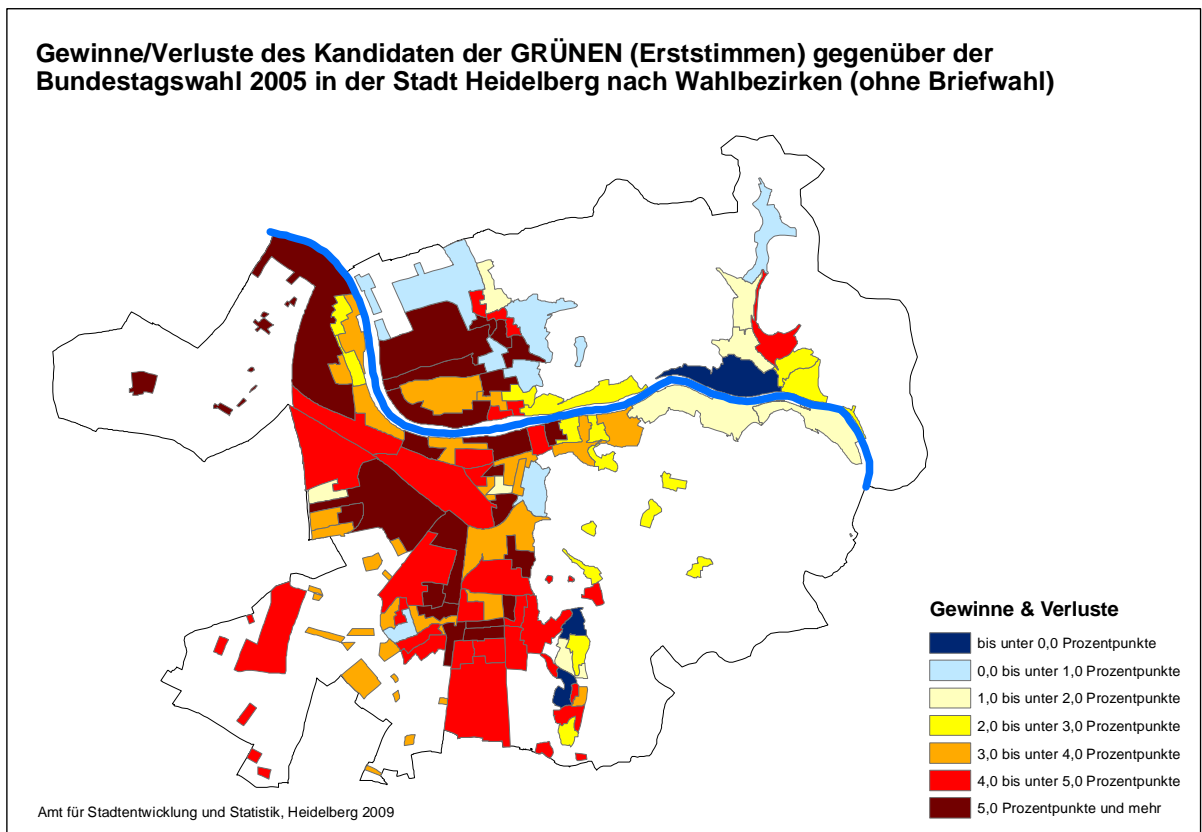 Gewinne/Verluste des Kandidaten der GRÜNEN (Erststimmen) gegenüber der
Bundestagswahl 2005 in der Stadt Heidelberg nach Wahlbezirken (ohne Briefwahl)
Gewinne & Verluste
bis unter 0,0 Prozentpunkte
0,0 bis unter 1,0 Prozentpunkte
1,0 bis unter 2,0 Prozentpunkte
2,0 bis unter 3,0 Prozentpunkte
3,0 bis unter 4,0 Prozentpunkte
4,0 bis unter 5,0 Prozentpunkte
5,0 Prozentpunkte und mehr
Amt für Stadtentwicklung und Statistik, Heidelberg 2009